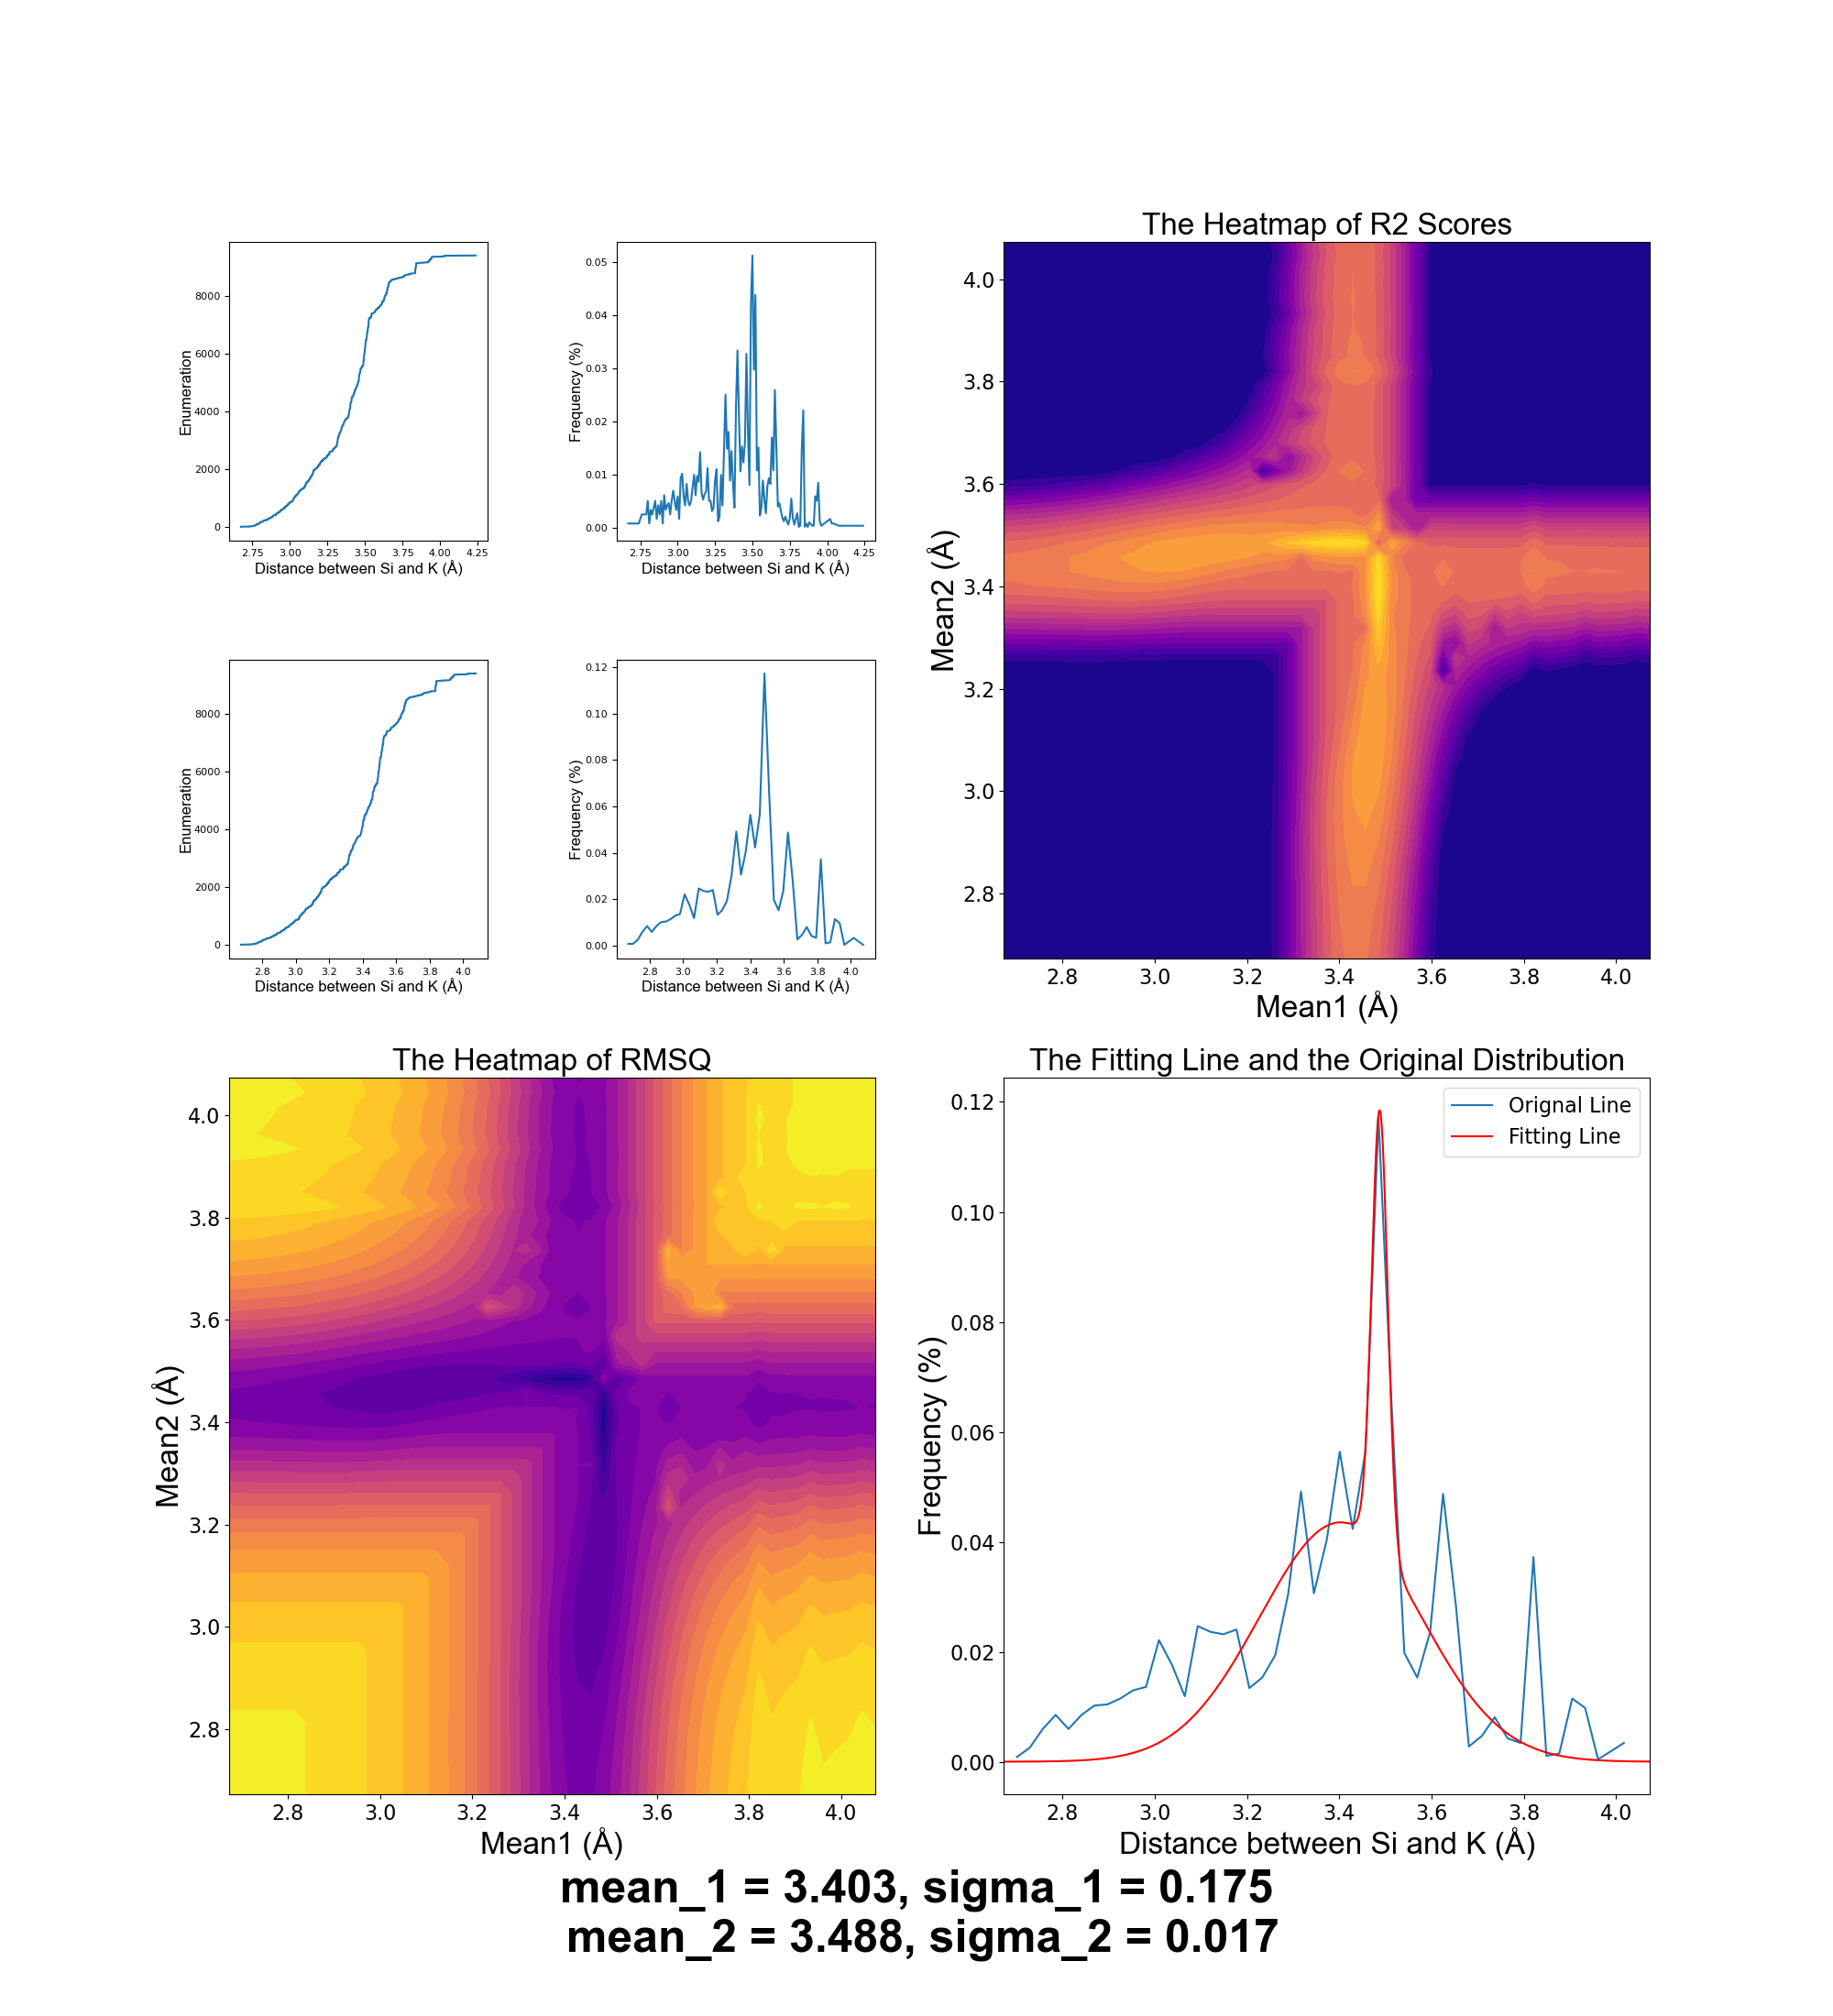 8000
6000
4000
2000
0
Enumeration
2.75 3.00 3.25 3.50 3.75 4.00 4.25
Distance between Si and K (Å)
0.05
0.04
0.03
0.02
0.01
0.00
Frequency (%)
2.75 3.00 3.25 3.50 3.75 4.00 4.25
Distance between Si and K (Å)
The Heatmap of R2 Scores
4.0
3.8
3.6
3.4
3.2
3.0
2.8
Mean2 (Å)
2.8 3.0 3.2 3.4 3.6 3.8 4.0
Mean1 (Å)
8000
6000
4000
2000
0
Enumeration
2.8 3.0 3.2 3.4 3.6 3.8 4.0
Distance between Si and K (Å)
0.12
0.10
0.08
0.06
0.04
0.02
0.00
Frequency (%)
2.8 3.0 3.2 3.4 3.6 3.8 4.0
Distance between Si and K (Å)
The Heatmap of RMSQ
4.0
3.8
3.6
3.4
3.2
3.0
2.8
Mean2 (Å)
2.8 3.0 3.2 3.4 3.6 3.8 4.0
Mean1 (Å)
The Fitting Line and the Original Distribution
Orignal Line
Fitting Line
0.12
0.10
0.08
0.06
0.04
0.02
0.00
Frequency (%)
2.8 3.0 3.2 3.4 3.6 3.8 4.0
Distance between Si and K (Å)
mean_1 = 3.403, sigma_1 = 0.175
mean_2 = 3.488, sigma_2 = 0.017